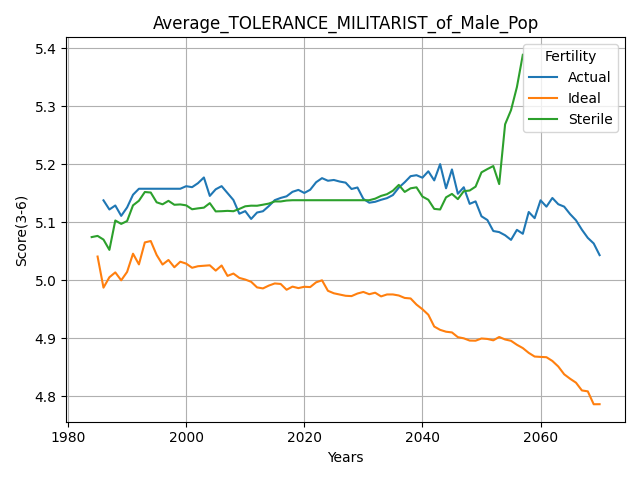 Average_TOLERANCE_MILITARIST_of_Male_Pop
Fertility
Actual
Ideal
Sterile
Score(3-6)
5.4
5.3
5.2
5.1
5.0
4.9
4.8
1980 2000 2020 2040 2060
Years